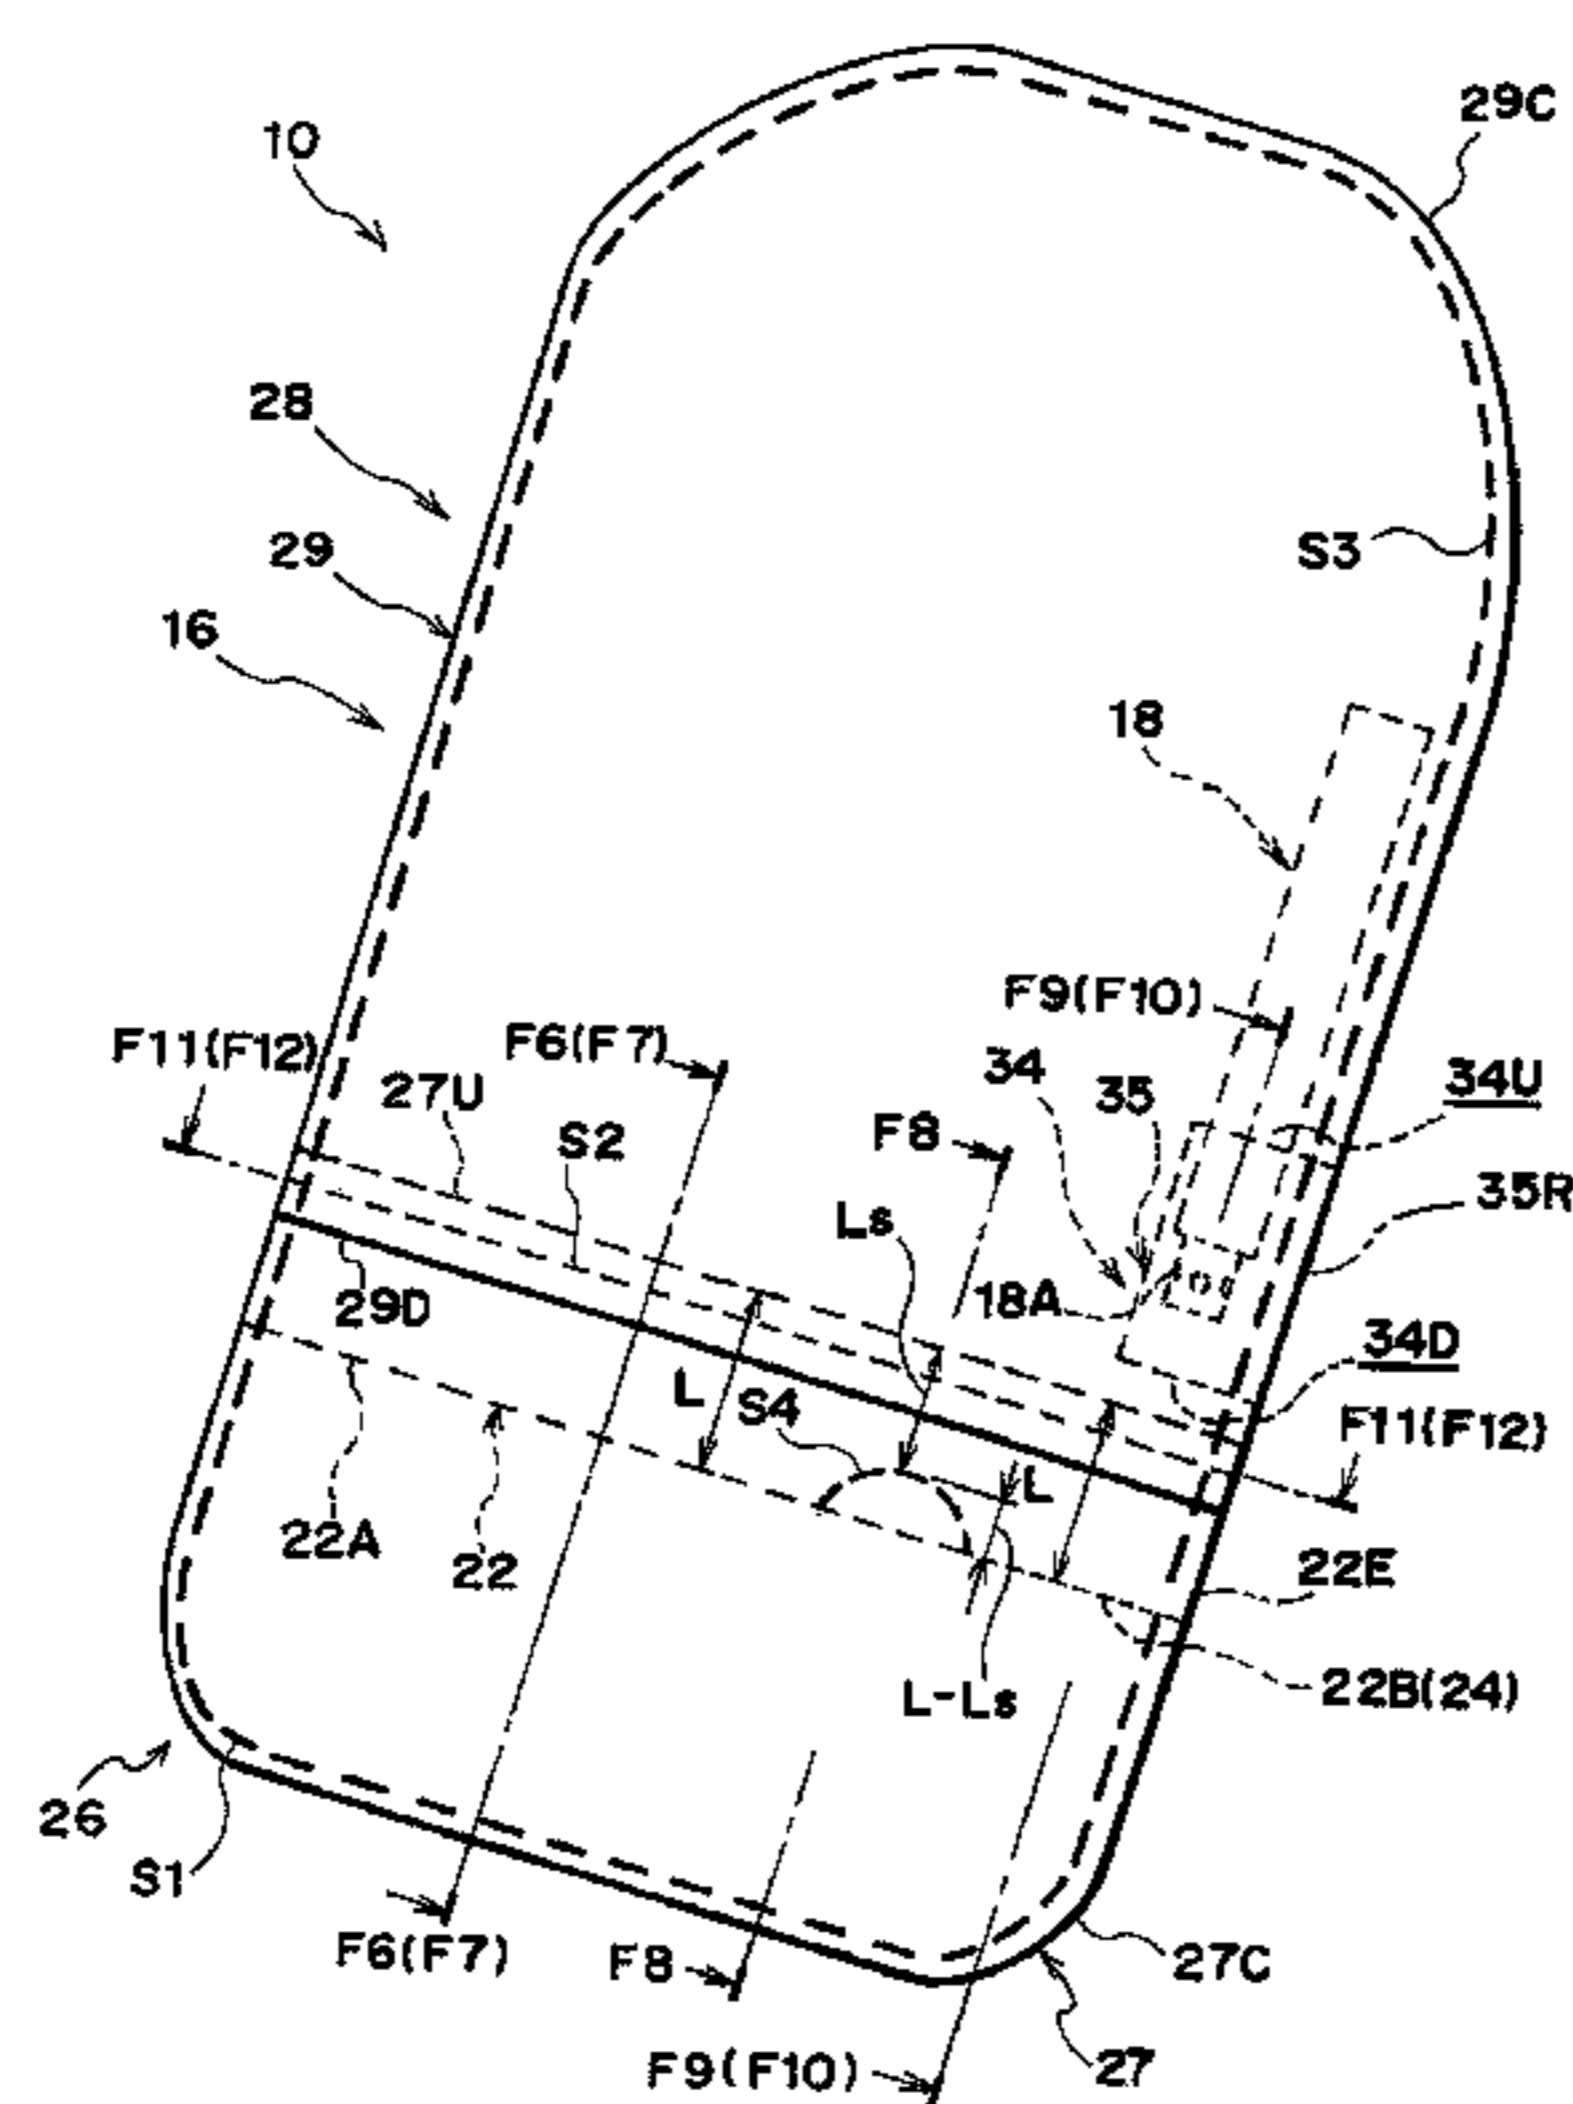 10
29C
28
29
S3
16
18
F9(F10)
F11(F12)
F6(F7)
34
35
34U
27U
F8
S2
35R
Ls
29D
18A
34D
L
S4
F11(F12)
L
22A
22
22E
L-Ls
22B(24)
26
S1
F6(F7)
F8
27C
F9(F10)
27